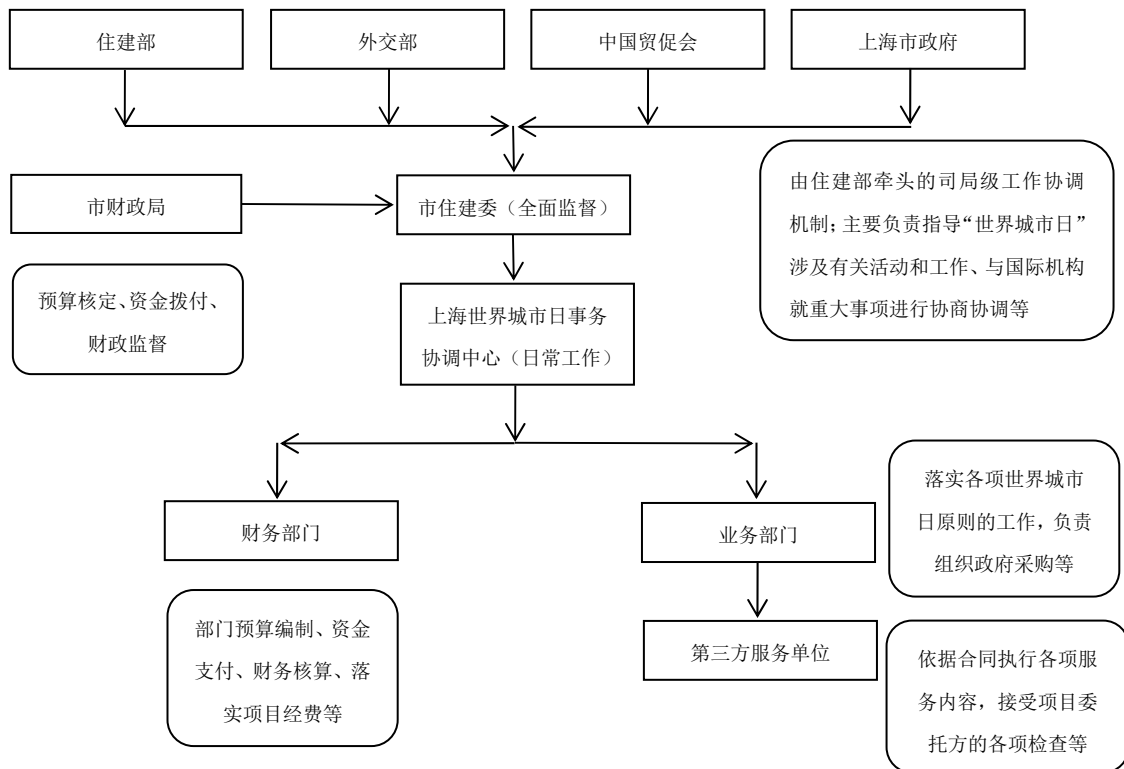 住建部
外交部
中国贸促会
上海市政府
市财政局
市住建委（全面监督）
由住建部牵头的司局级工作协调
机制；主要负责指导“世界城市日”
涉及有关活动和工作、与国际机构
就重大事项进行协商协调等
预算核定、资金拨付、
财政监督
上海世界城市日事务
协调中心（日常工作）
财务部门
业务部门
落实各项世界城市
日原则的工作，负责
组织政府采购等
部门预算编制、资金
支付、财务核算、落
实项目经费等
第三方服务单位
依据合同执行各项服
务内容，接受项目委
托方的各项检查等